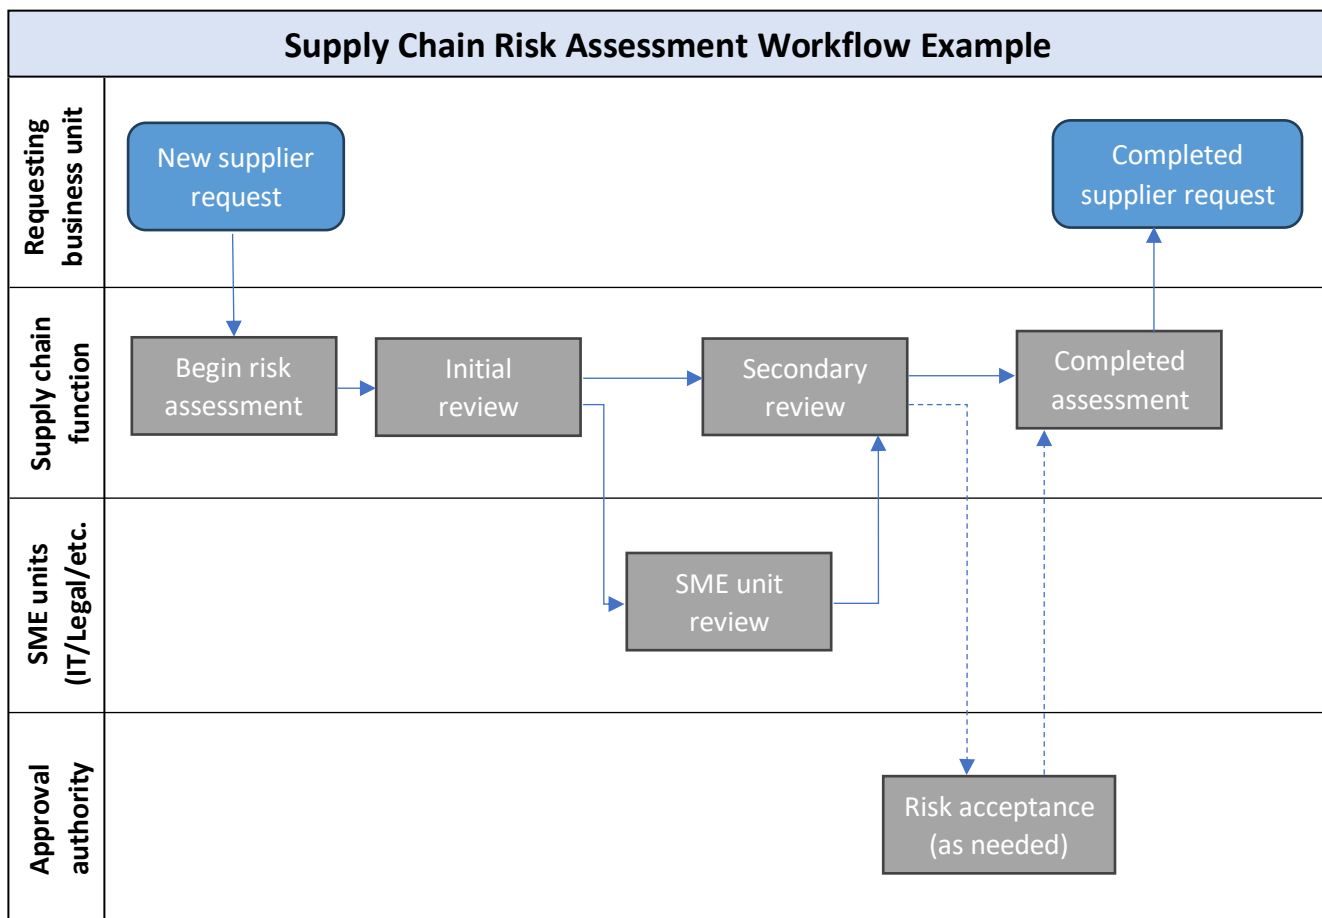 Supply Chain Risk Assessment Workflow Example
Requesting
business unit
New supplier
request
Completed
supplier request
Supply chain
function
Begin risk
assessment
Initial
review
Secondary
review
Completed
assessment
SME units
(IT/Legal/etc.
SME unit
review
Approval
authority
Risk acceptance
(as needed)